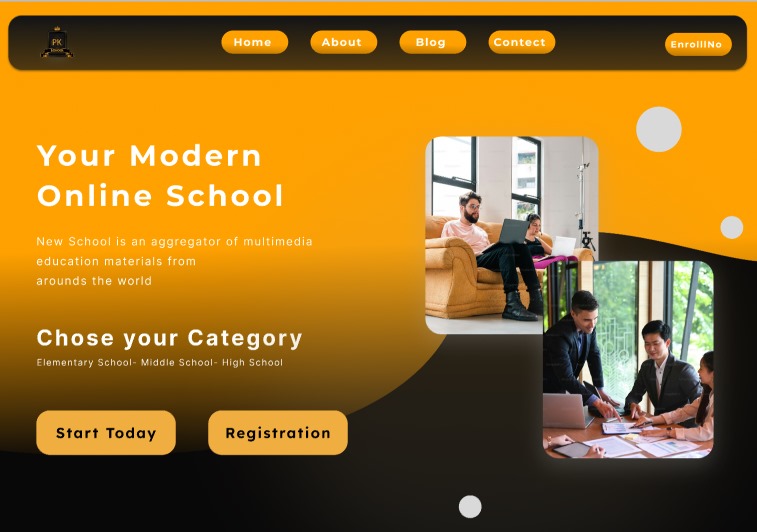 PK
Home
About
Blog
Contect
EnrollNo
Your Modern
Online School
New School is an aggregator of multimedia
education materials from
arounds the world
Chose your Category
Elementary School- Middle School- High School
Start Today
Registration